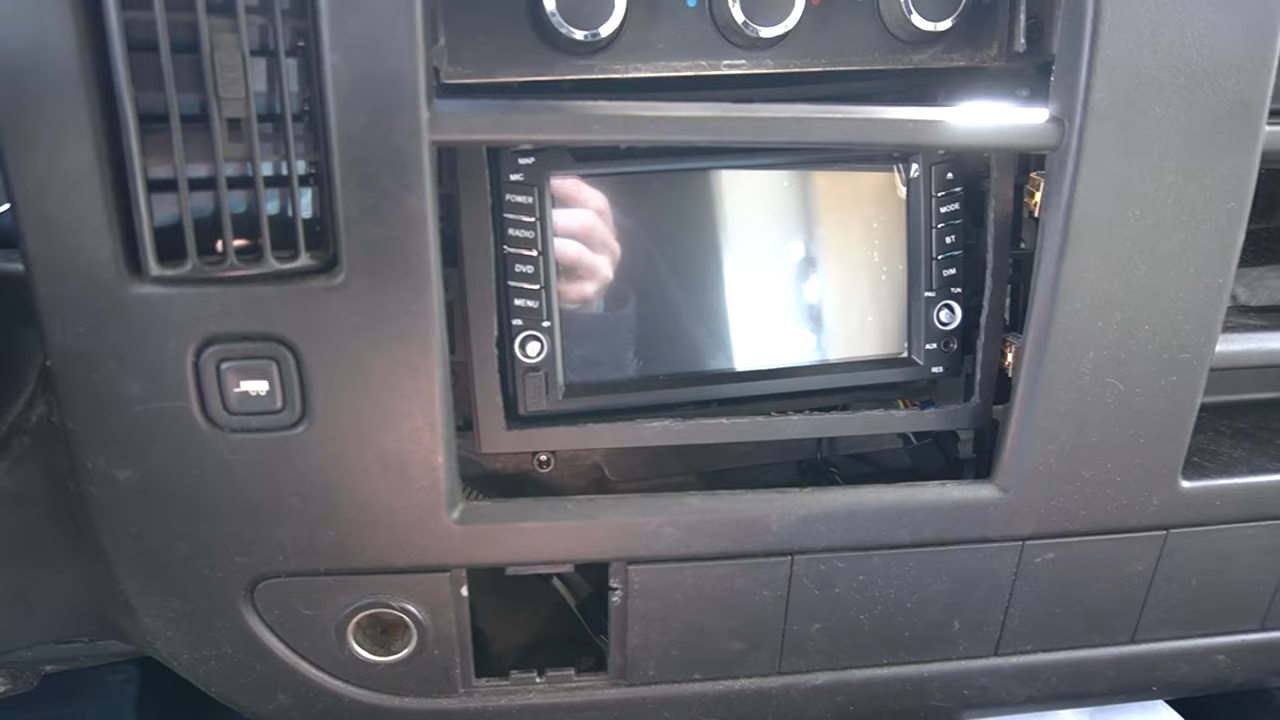 MAP
MIC
POWER
RADIO
DVD
MENU
VOL
MODE
BT
DIM
TUN
AUX
RES